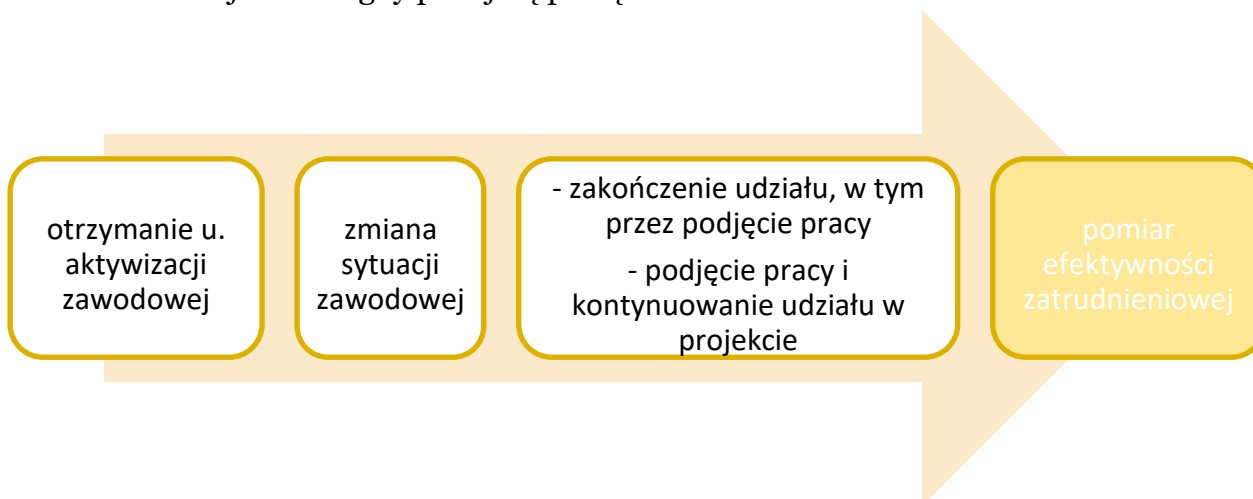 otrzymanie u.
aktywizacji
zawodowej
zmiana
sytuacji
zawodowej
- zakończenie udziału, w tym
przez podjęcie pracy
- podjęcie pracy i
kontynuowanie udziału w
projekcie
pomiar
efektywności
zatrudnieniowej